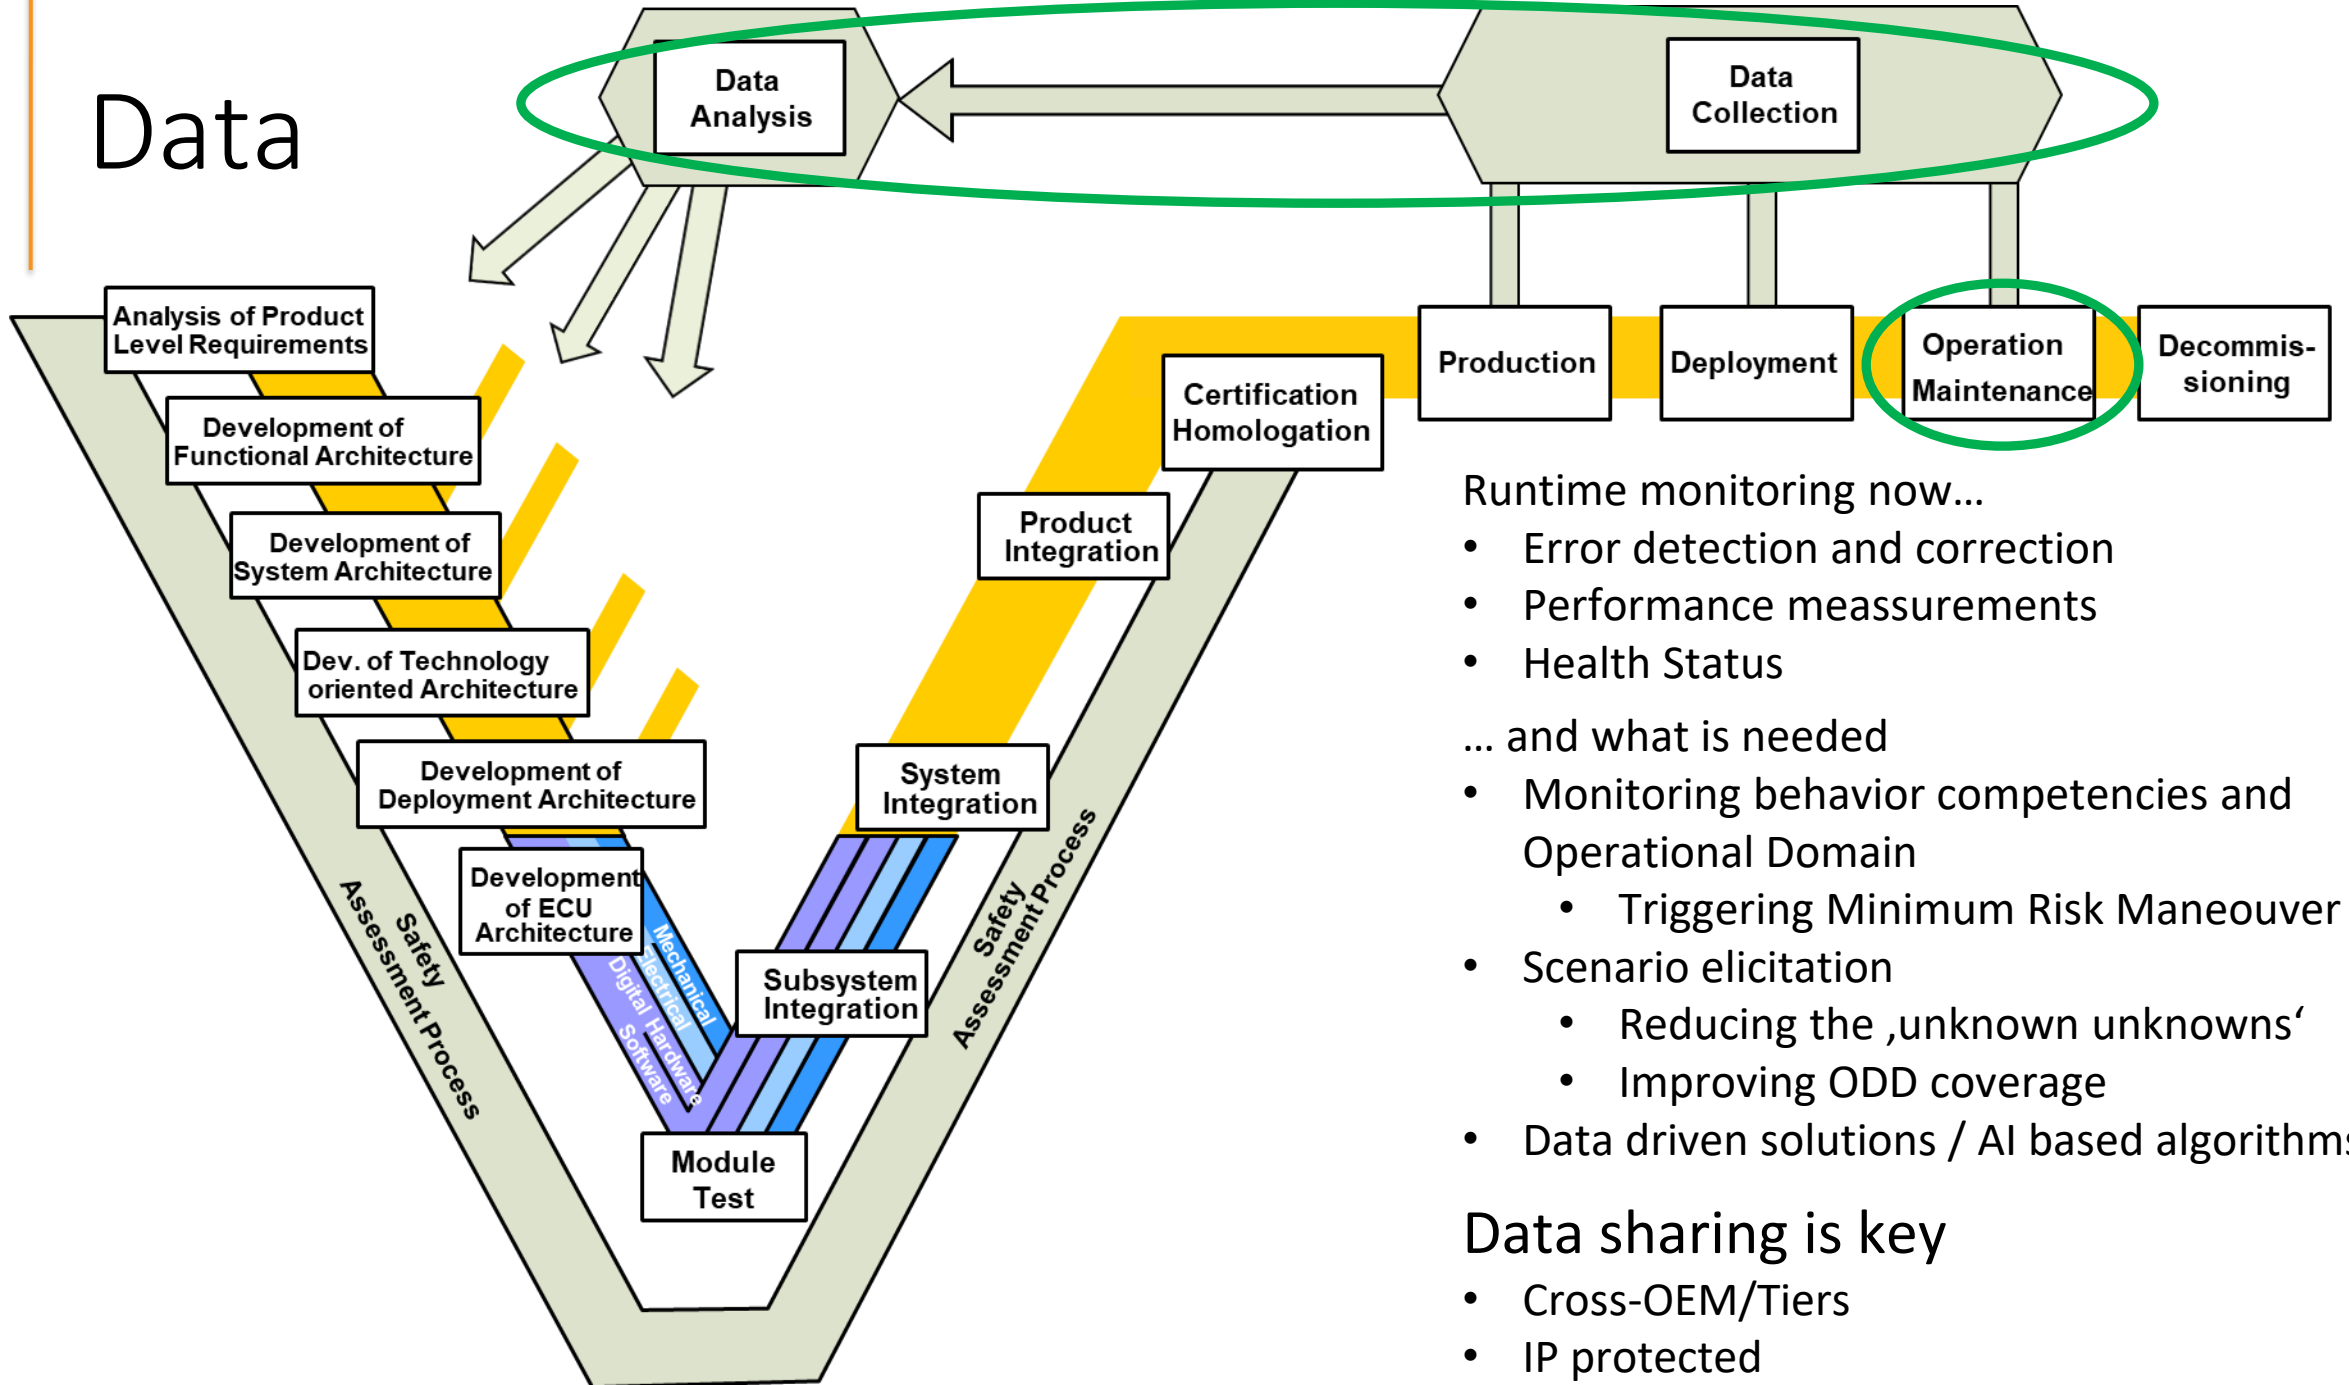 Data
Data
Analysis
Data
Collection
Analysis of Product
Level Requirements
Development of
Functional Architecture
Development of
System Architecture
Dev. of Technology
oriented Architecture
Development of
Deployment Architecture
Development
of ECU
Architecture
Mechanical
Electrical
Digital Hardware
Software
Module
Test
Subsystem
Integration
System
Integration
Product
Integration
Certification
Homologation
Production
Deployment
Operation
Maintenance
Decommis-
sioning
Safety
Assessment Process
Safety
Assessment Process
Runtime monitoring now...
• Error detection and correction
• Performance meassurements
• Health Status
... and what is needed
• Monitoring behavior competencies and
Operational Domain
• Triggering Minimum Risk Maneouver
• Scenario elicitation
• Reducing the ‚unknown unknowns‘
• Improving ODD coverage
• Data driven solutions / AI based algorithms
Data sharing is key
• Cross-OEM/Tiers
• IP protected